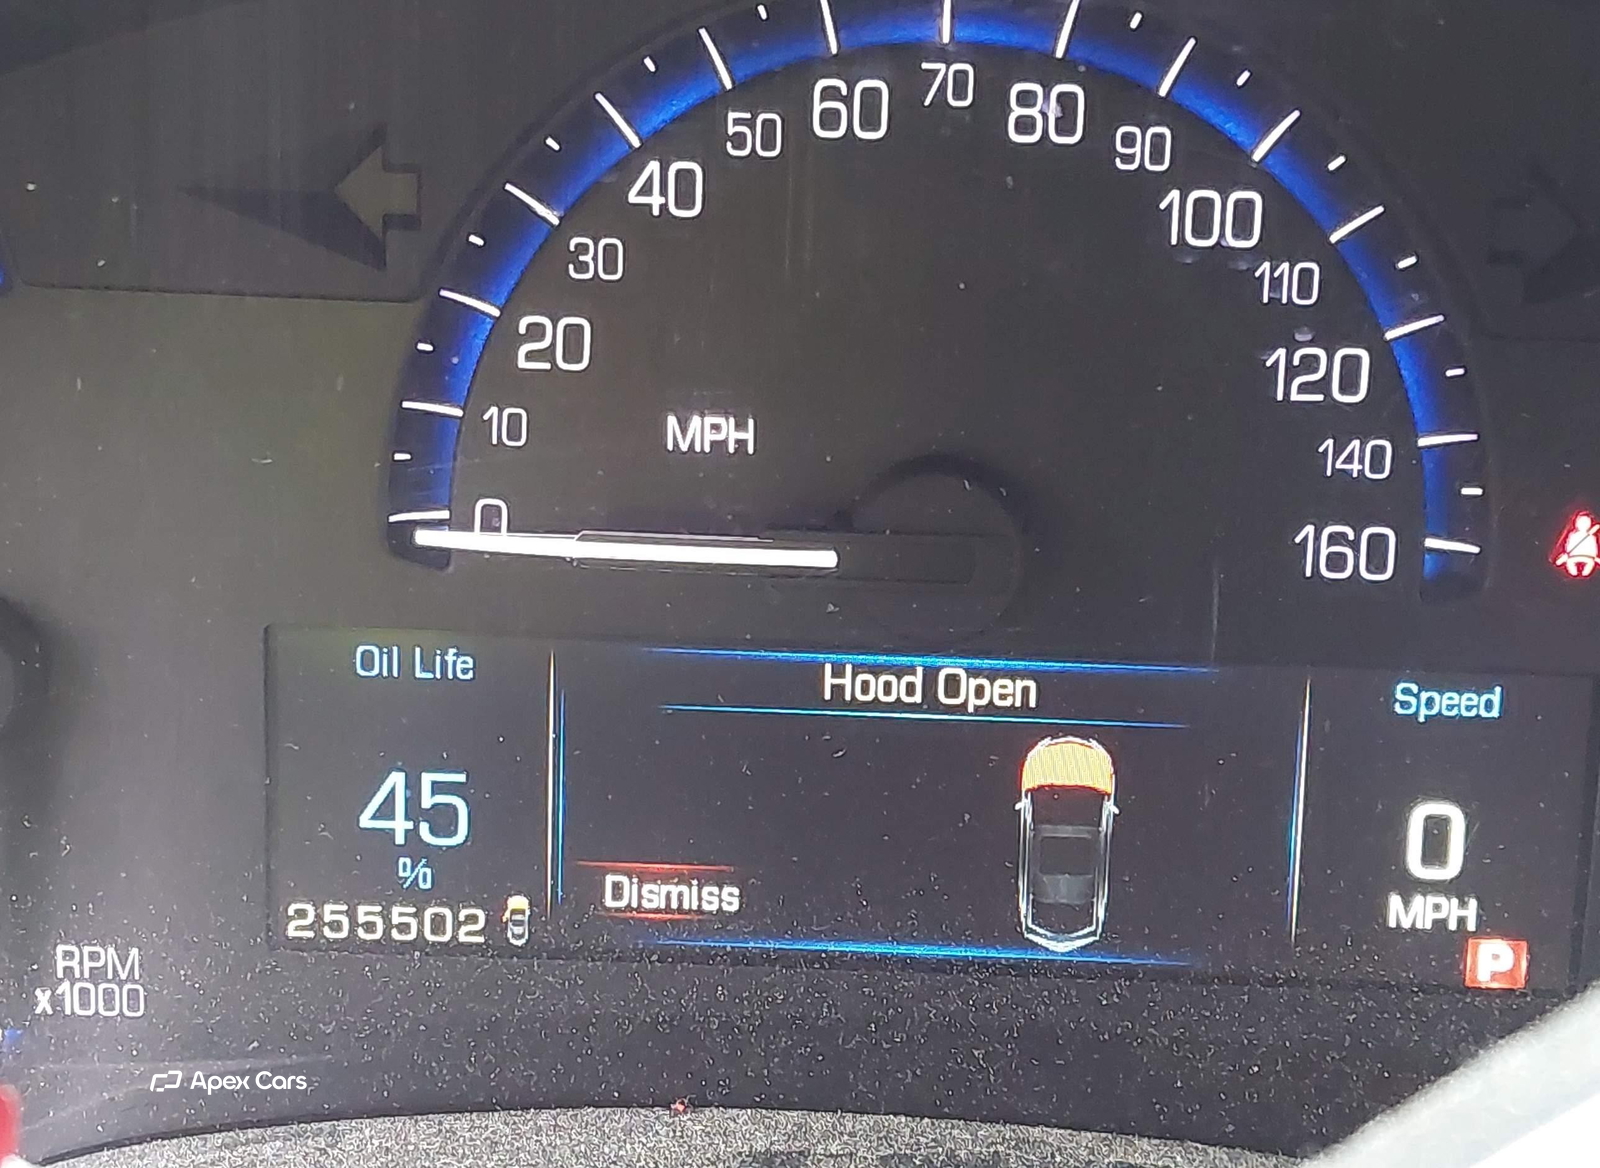 0
10
20
30
40
50
60
70
80
90
100
110
120
140
160
MPH
Oil Life
45
%
255502
Hood Open
Dismiss
Speed
0
MPH
P
RPM
x1000
Apex Cars